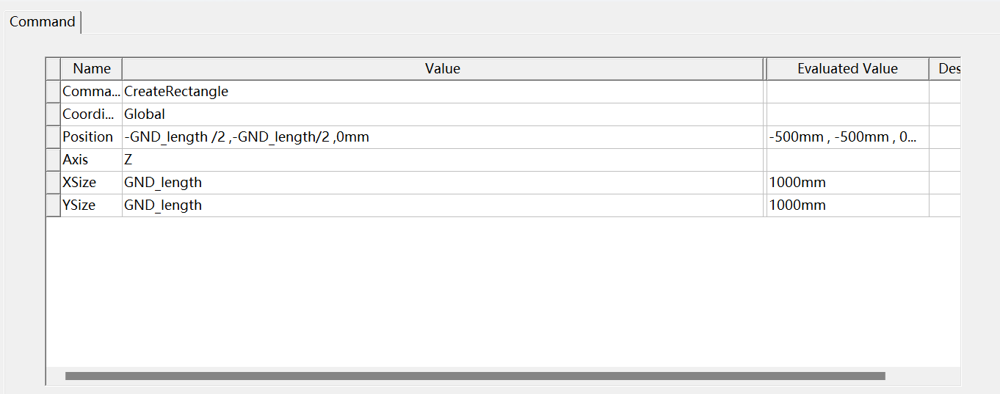 Command
Name Value Evaluated Value Des
Comma... CreateRectangle
Coordi... Global
Position -GND_length /2 ,-GND_length/2 ,0mm -500mm , -500mm , 0...
Axis Z
XSize GND_length 1000mm
YSize GND_length 1000mm